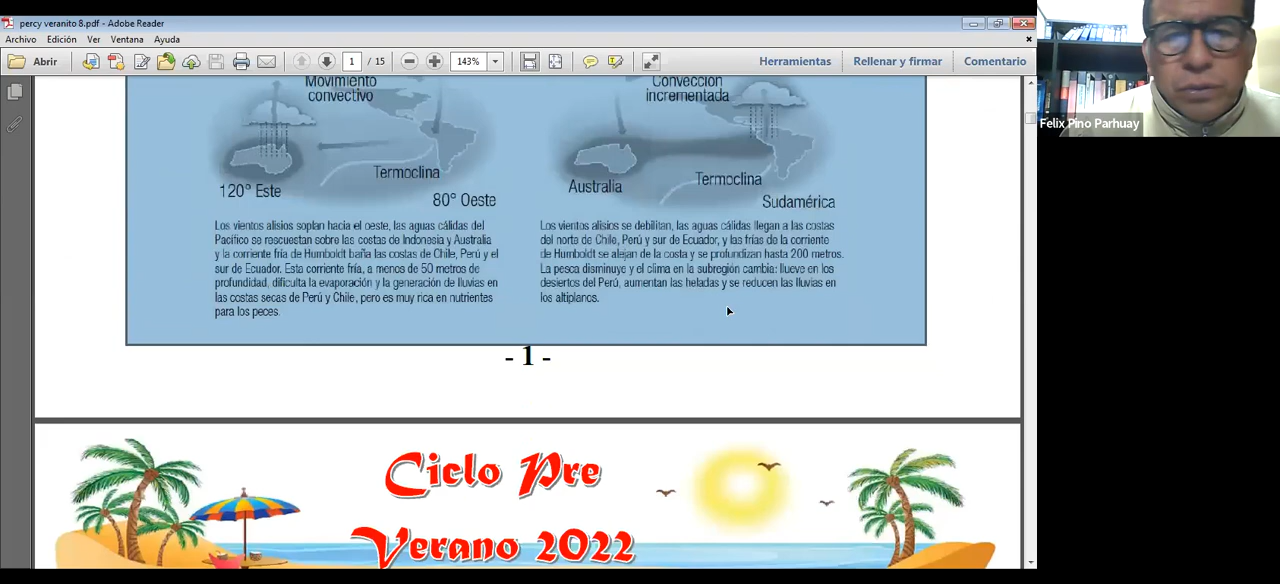 percy veranito 8.pdf - Adobe Reader
Archivo Edición Ver Ventana Ayuda
Abrir
1 / 15
143%
Herramientas
Rellenar y firmar
Comentario
Felix Pino Parhuay
Movimiento
convectivo
120° Este
Termoclina
80° Oeste
Los vientos alisios soplan hacia el oeste, las aguas cálidas del
Pacífico se rescuestan sobre las costas de Indonesia y Australia
y la corriente fría de Humboldt baña las costas de Chile, Perú y el
sur de Ecuador. Esta corriente fría, a menos de 50 metros de
profundidad, dificulta la evaporación y la generación de lluvias en
las costas secas de Perú y Chile, pero es muy rica en nutrientes
para los peces.
Convección
incrementada
Australia
Termoclina
Sudamérica
Los vientos alisios se debilitan, las aguas cálidas llegan a las costas
del norte de Chile, Perú y sur de Ecuador, y las frías de la corriente
de Humboldt se alejan de la costa y se profundizan hasta 200 metros.
La pesca disminuye y el clima en la subregión cambia: llueve en los
desiertos del Perú, aumentan las heladas y se reducen las lluvias en
los altiplanos.
- 1 -
Ciclo Pre
Verano 2022